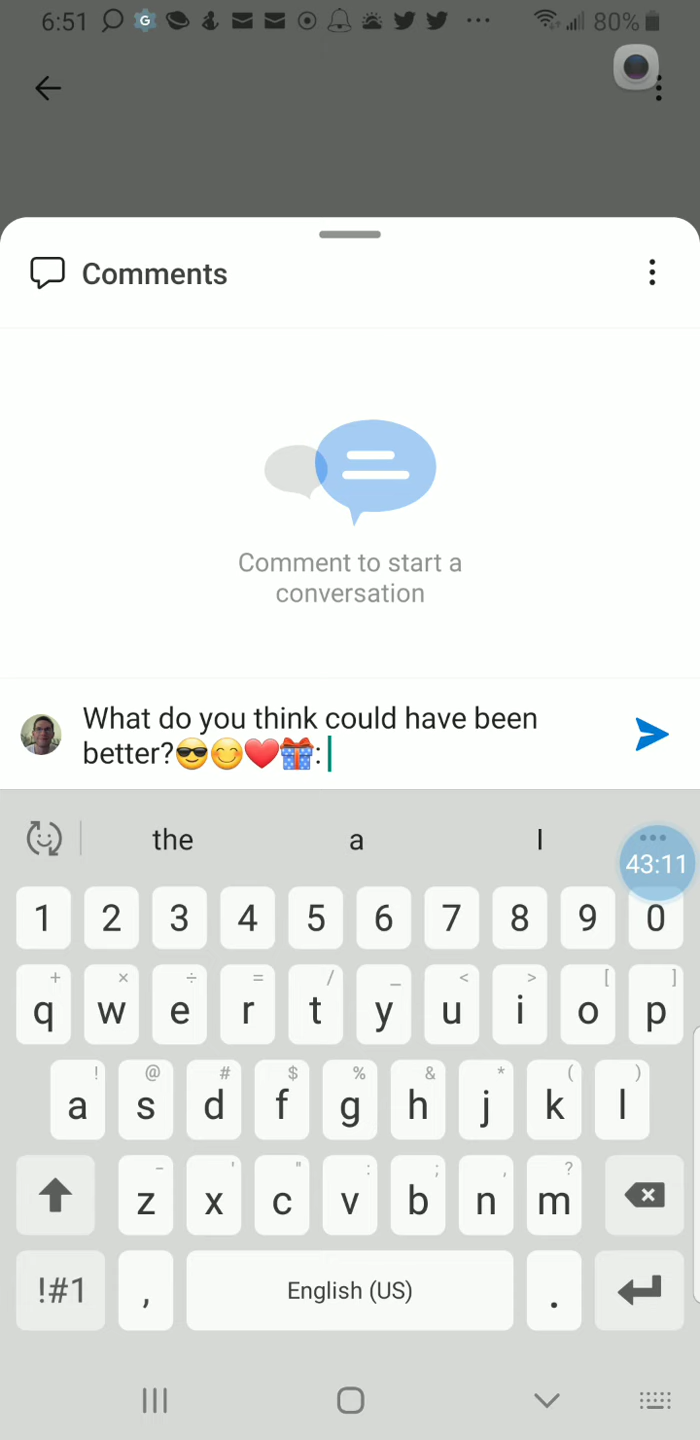 6:51 G 80%
Comments
Comment to start a
conversation
What do you think could have been
better?😎😊❤️🎁:
the a I
43:11
1 2 3 4 5 6 7 8 9 0
+ × ÷ = / _ < > [ ]
q w e r t y u i o p
! @ # $ % & * ( )
a s d f g h j k l
- ' " : ; , ?
z x c v b n m
!#1 , English (US) .